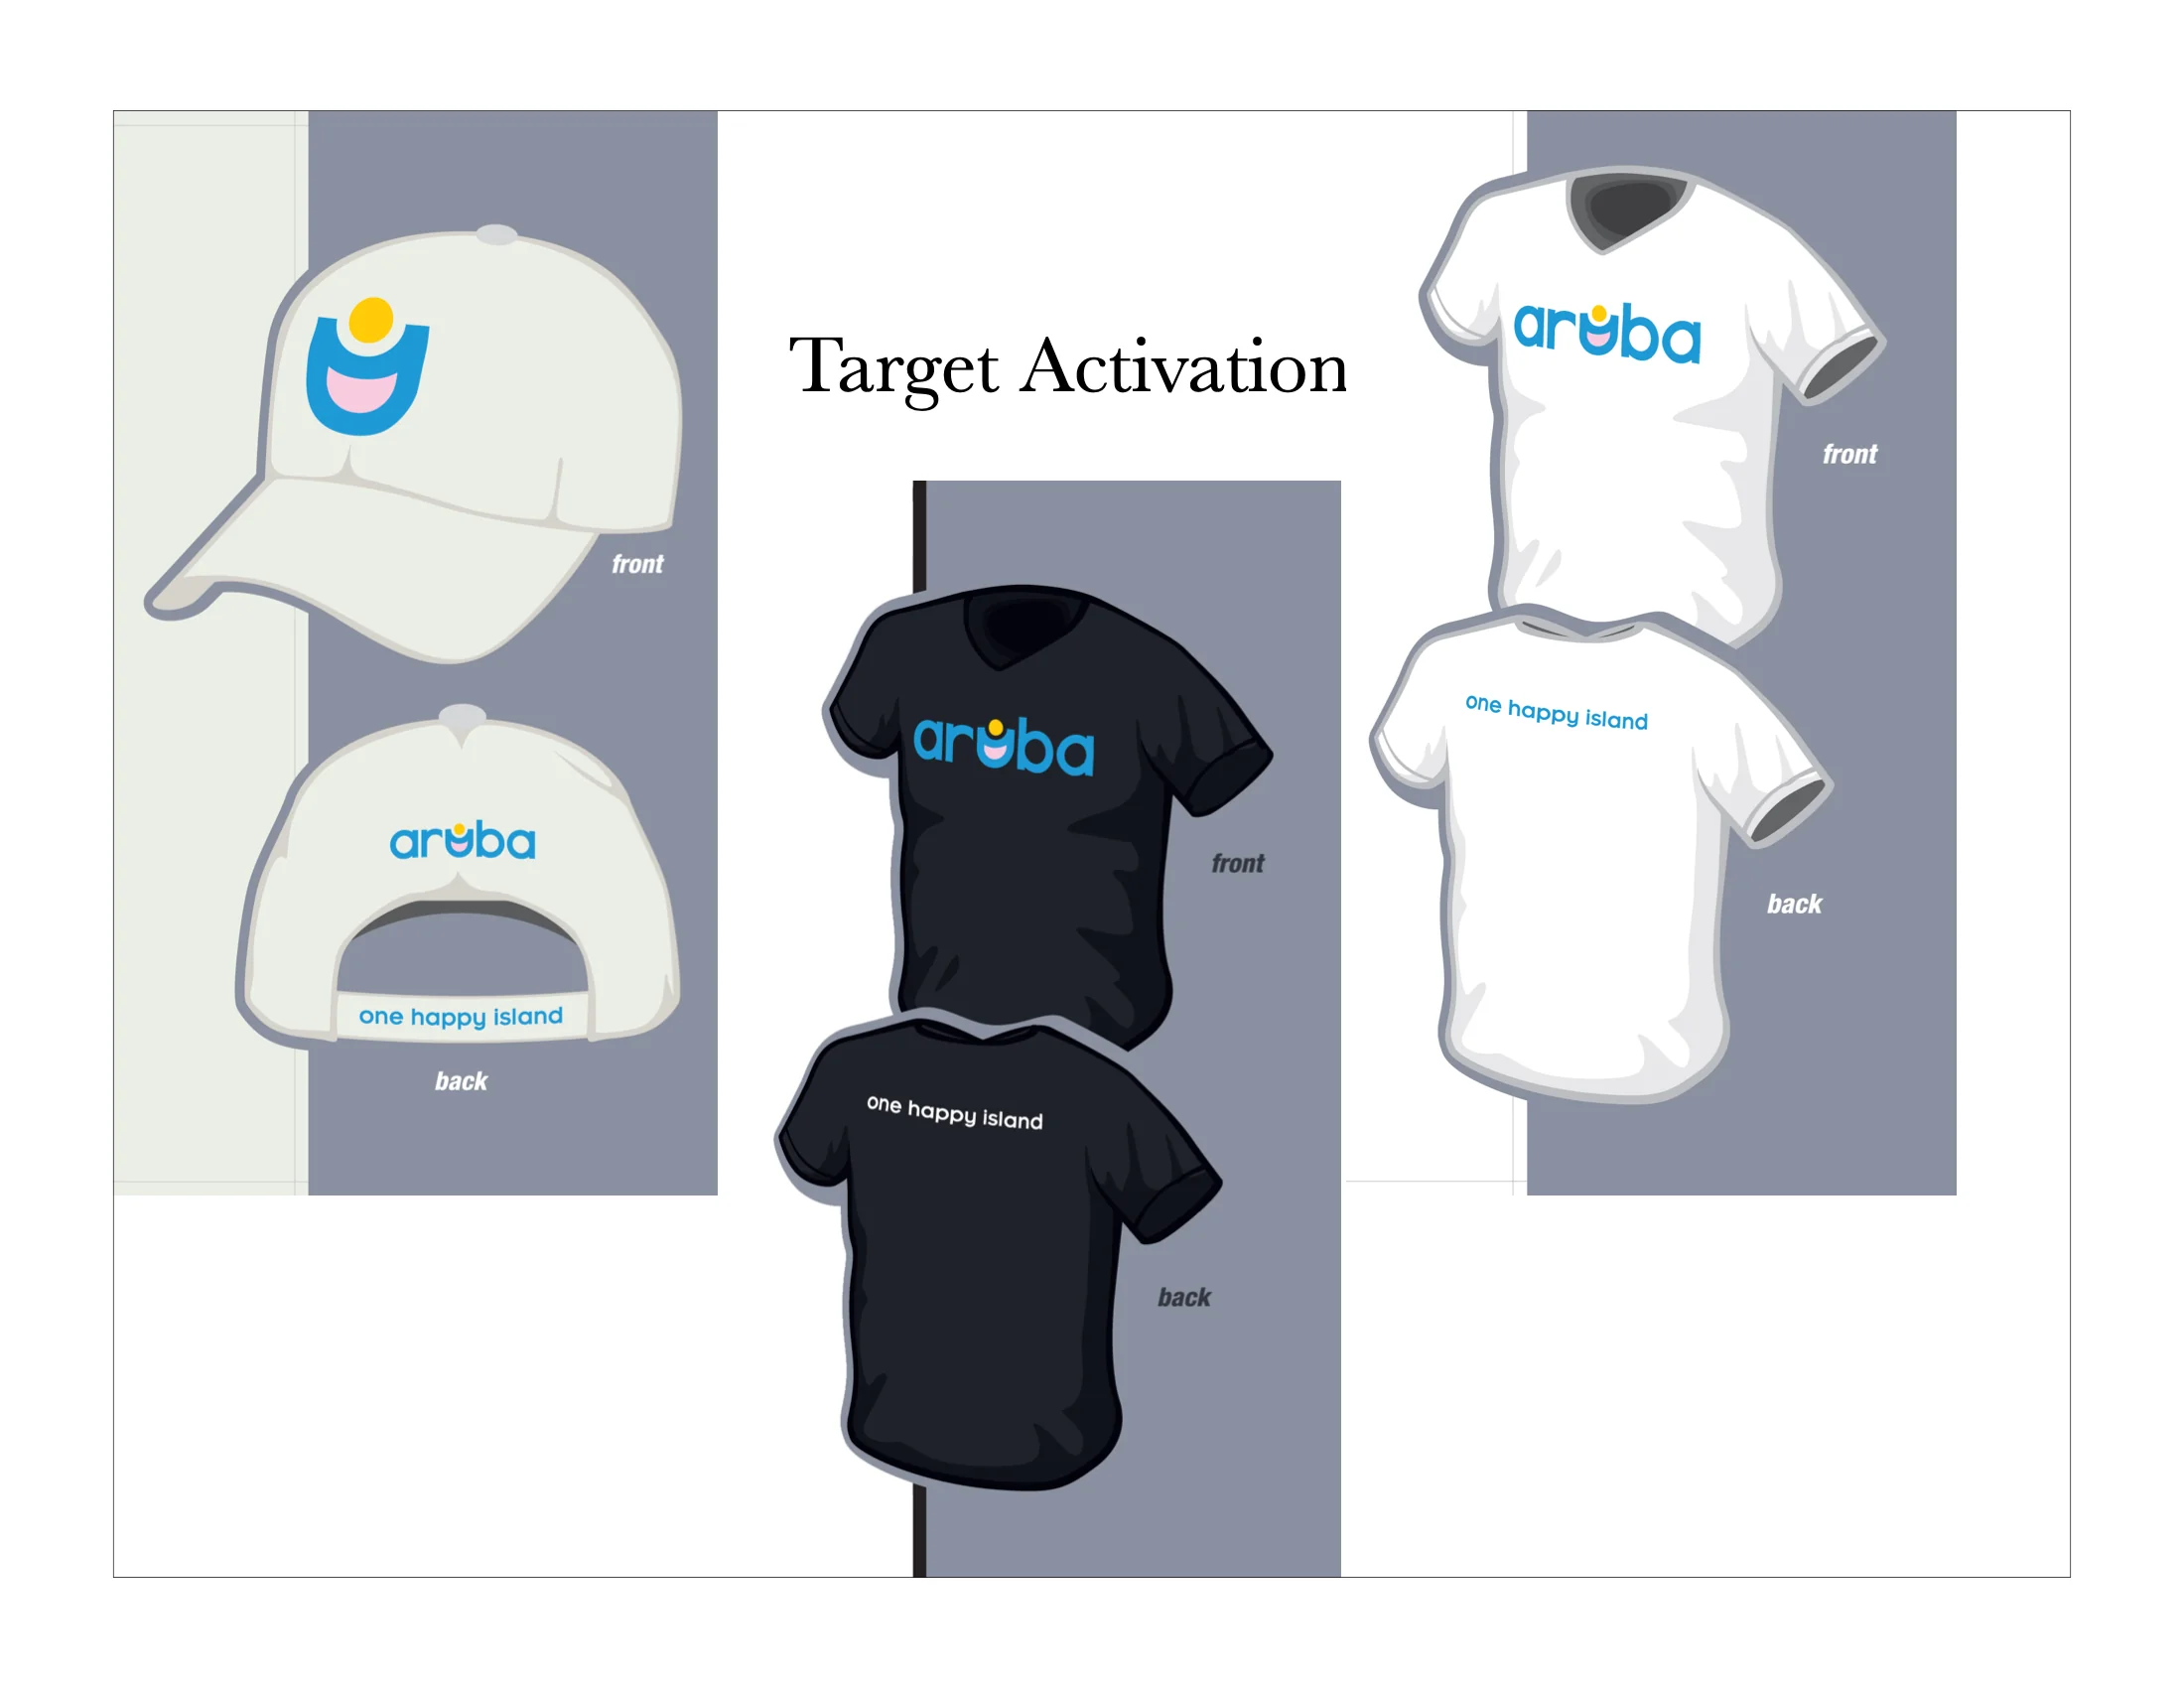 Target Activation
front
aruba
one happy island
back
aruba
front
one happy island
back
aruba
front
one happy island
back